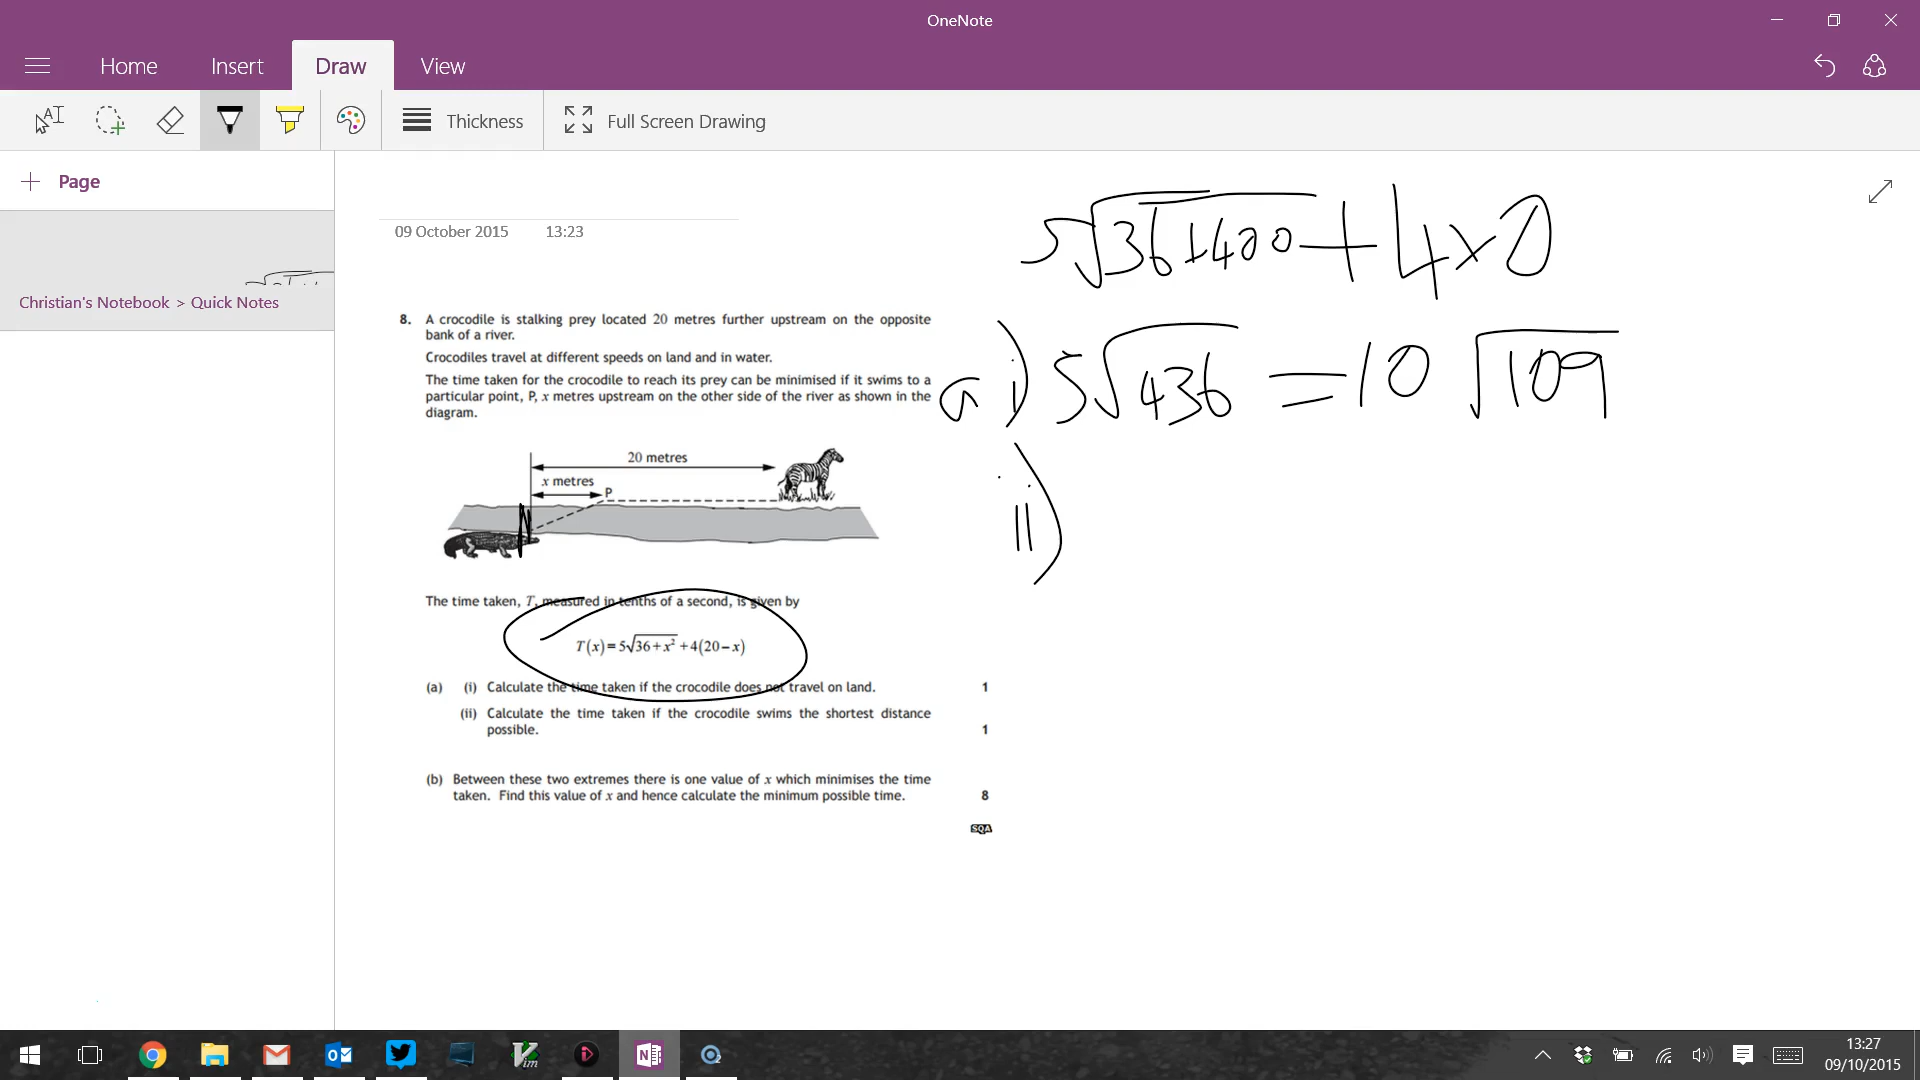 OneNote
Home Insert Draw View
Thickness Full Screen Drawing
+ Page
09 October 2015 13:23
Christian's Notebook > Quick Notes
5√36+400 + 4×0
a i) 5√436 = 10 √109
ii)
8. A crocodile is stalking prey located 20 metres further upstream on the opposite
bank of a river.
Crocodiles travel at different speeds on land and in water.
The time taken for the crocodile to reach its prey can be minimised if it swims to a
particular point, P, x metres upstream on the other side of the river as shown in the
diagram.
20 metres
x metres
P
The time taken, T, measured in tenths of a second, is given by
T(x) = 5√36 + x² + 4(20 − x)
(a) (i) Calculate the time taken if the crocodile does not travel on land. 1
(ii) Calculate the time taken if the crocodile swims the shortest distance
possible. 1
(b) Between these two extremes there is one value of x which minimises the time
taken. Find this value of x and hence calculate the minimum possible time. 8
SQA
13:27
09/10/2015